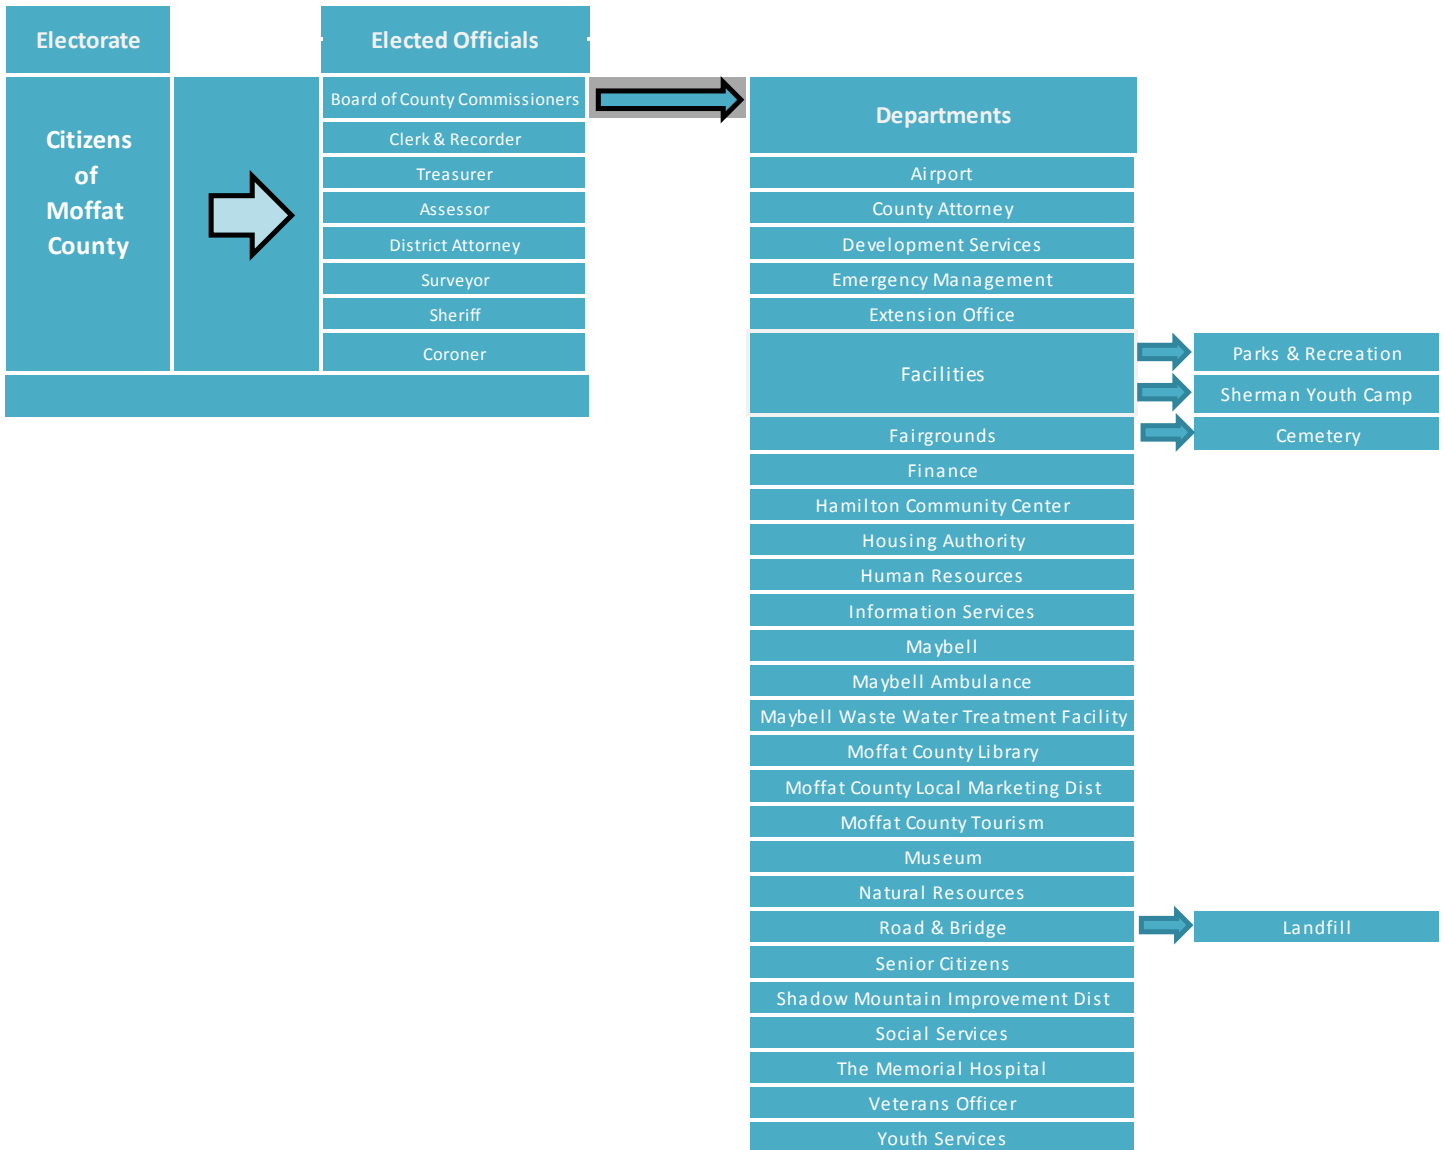 Electorate
Elected Officials
Citizens
of
Moffat
County
Board of County Commissioners
Clerk & Recorder
Treasurer
Assessor
District Attorney
Surveyor
Sheriff
Coroner
Departments
Airport
County Attorney
Development Services
Emergency Management
Extension Office
Facilities
Parks & Recreation
Sherman Youth Camp
Fairgrounds
Cemetery
Finance
Hamilton Community Center
Housing Authority
Human Resources
Information Services
Maybell
Maybell Ambulance
Maybell Waste Water Treatment Facility
Moffat County Library
Moffat County Local Marketing Dist
Moffat County Tourism
Museum
Natural Resources
Road & Bridge
Landfill
Senior Citizens
Shadow Mountain Improvement Dist
Social Services
The Memorial Hospital
Veterans Officer
Youth Services